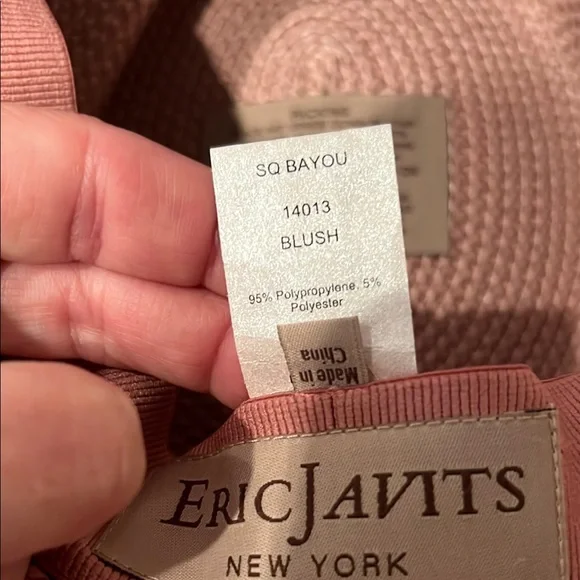 SQ BAYOU
14013
BLUSH
95% Polypropylene, 5%
Polyester
Made in
China
ERIC JAVITS
NEW YORK